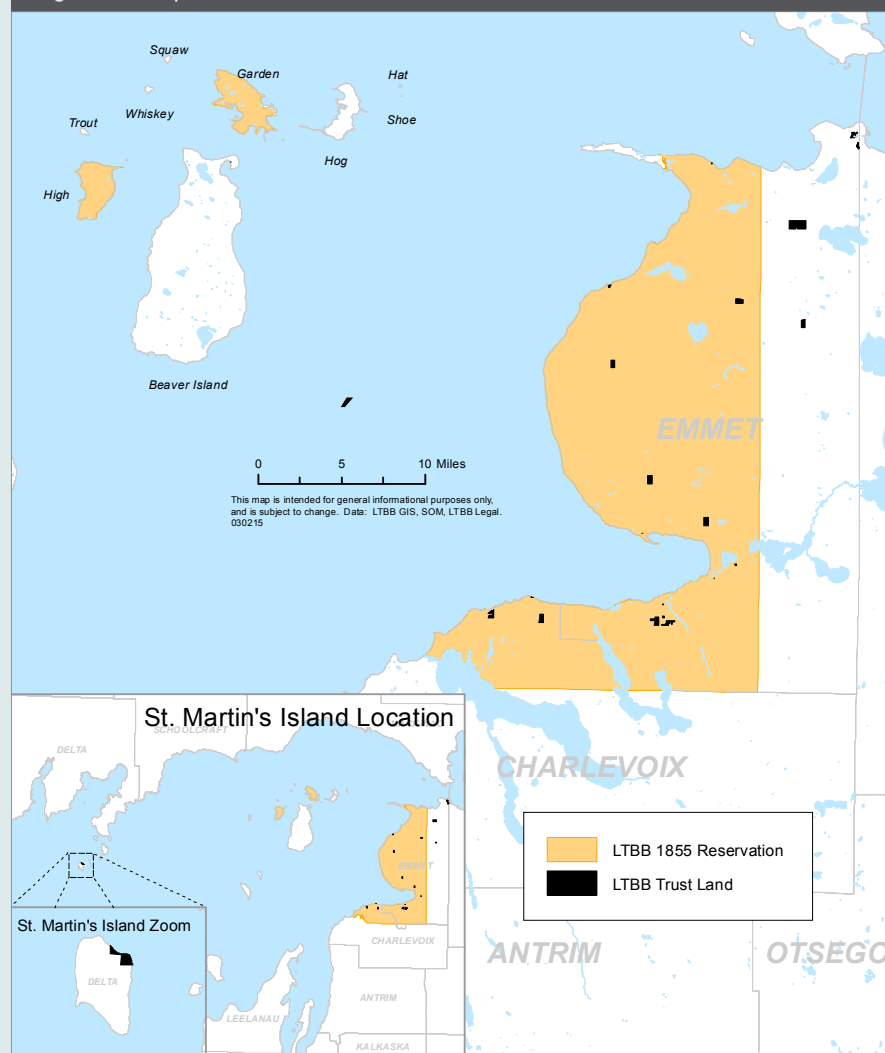 Squaw
Garden
Hat
Whiskey
Shoe
Trout
Hog
High
Beaver Island
EMMET
0 5 10 Miles
This map is intended for general informational purposes only,
and is subject to change. Data: LTBB GIS, SOM, LTBB Legal.
030215
St. Martin's Island Location
SCHOOLCRAFT
DELTA
EMMET
CHARLEVOIX
ANTRIM
LEELANAU
KALKASKA
St. Martin's Island Zoom
DELTA
CHARLEVOIX
LTBB 1855 Reservation
LTBB Trust Land
ANTRIM
OTSEGO